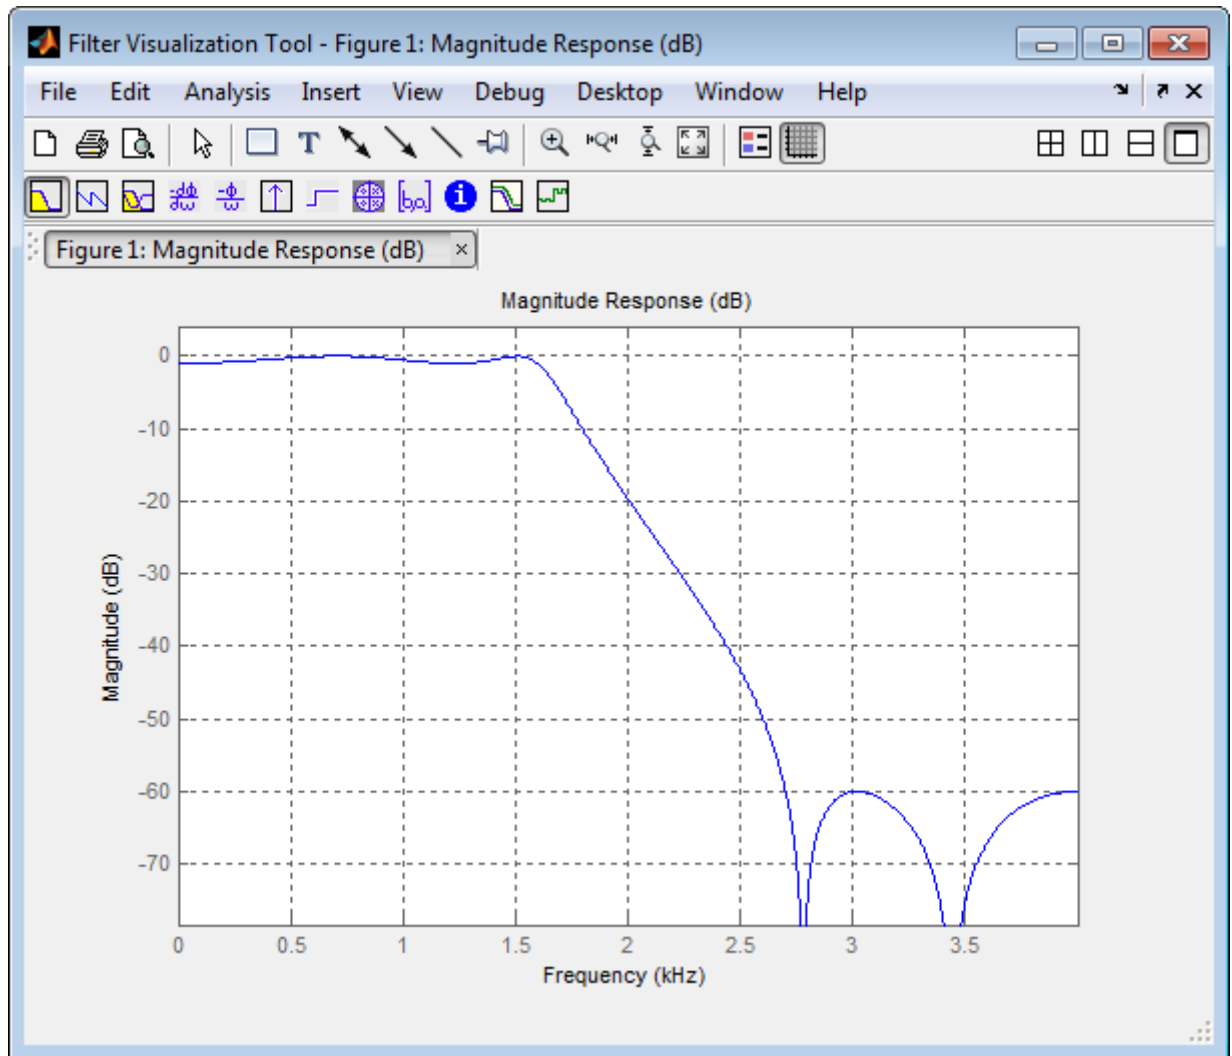 Filter Visualization Tool - Figure 1: Magnitude Response (dB)
File Edit Analysis Insert View Debug Desktop Window Help
Figure 1: Magnitude Response (dB)
Magnitude Response (dB)
0
-10
-20
-30
-40
-50
-60
-70
Magnitude (dB)
0 0.5 1 1.5 2 2.5 3 3.5
Frequency (kHz)